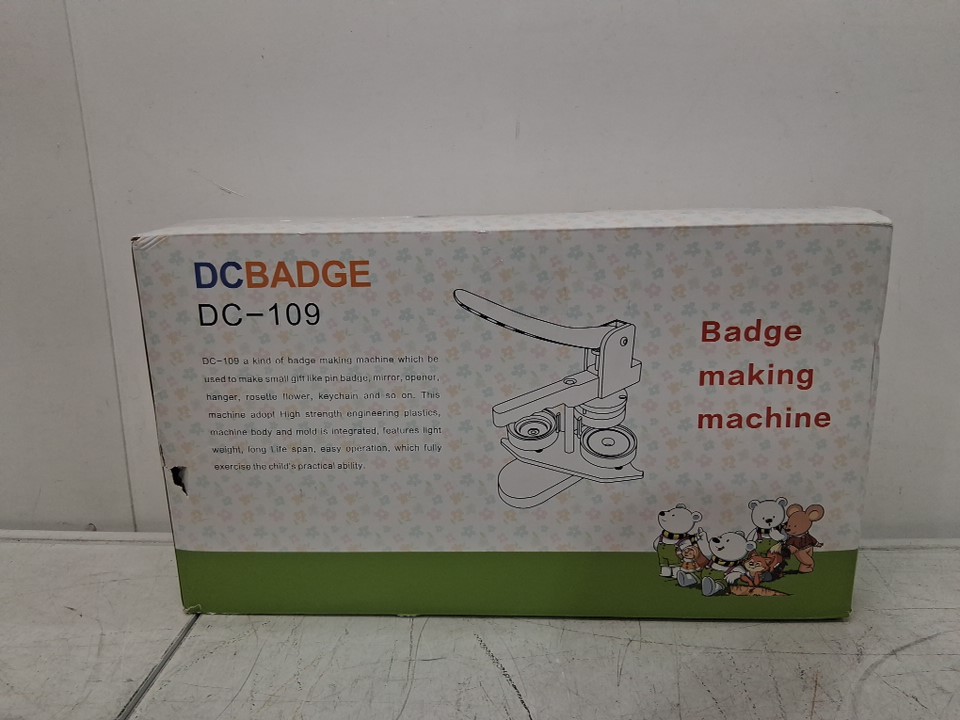 DCBADGE
DC-109
DC-109 a kind of badge making machine which be
used to make small gift like pin badge, mirror, opener,
hanger, rosette flower, keychain and so on. This
machine adopt High strength engineering plastics,
machine body and mold is integrated, features light
weight, long life span, easy operation, which fully
exercise the child's practical ability.
Badge
making
machine